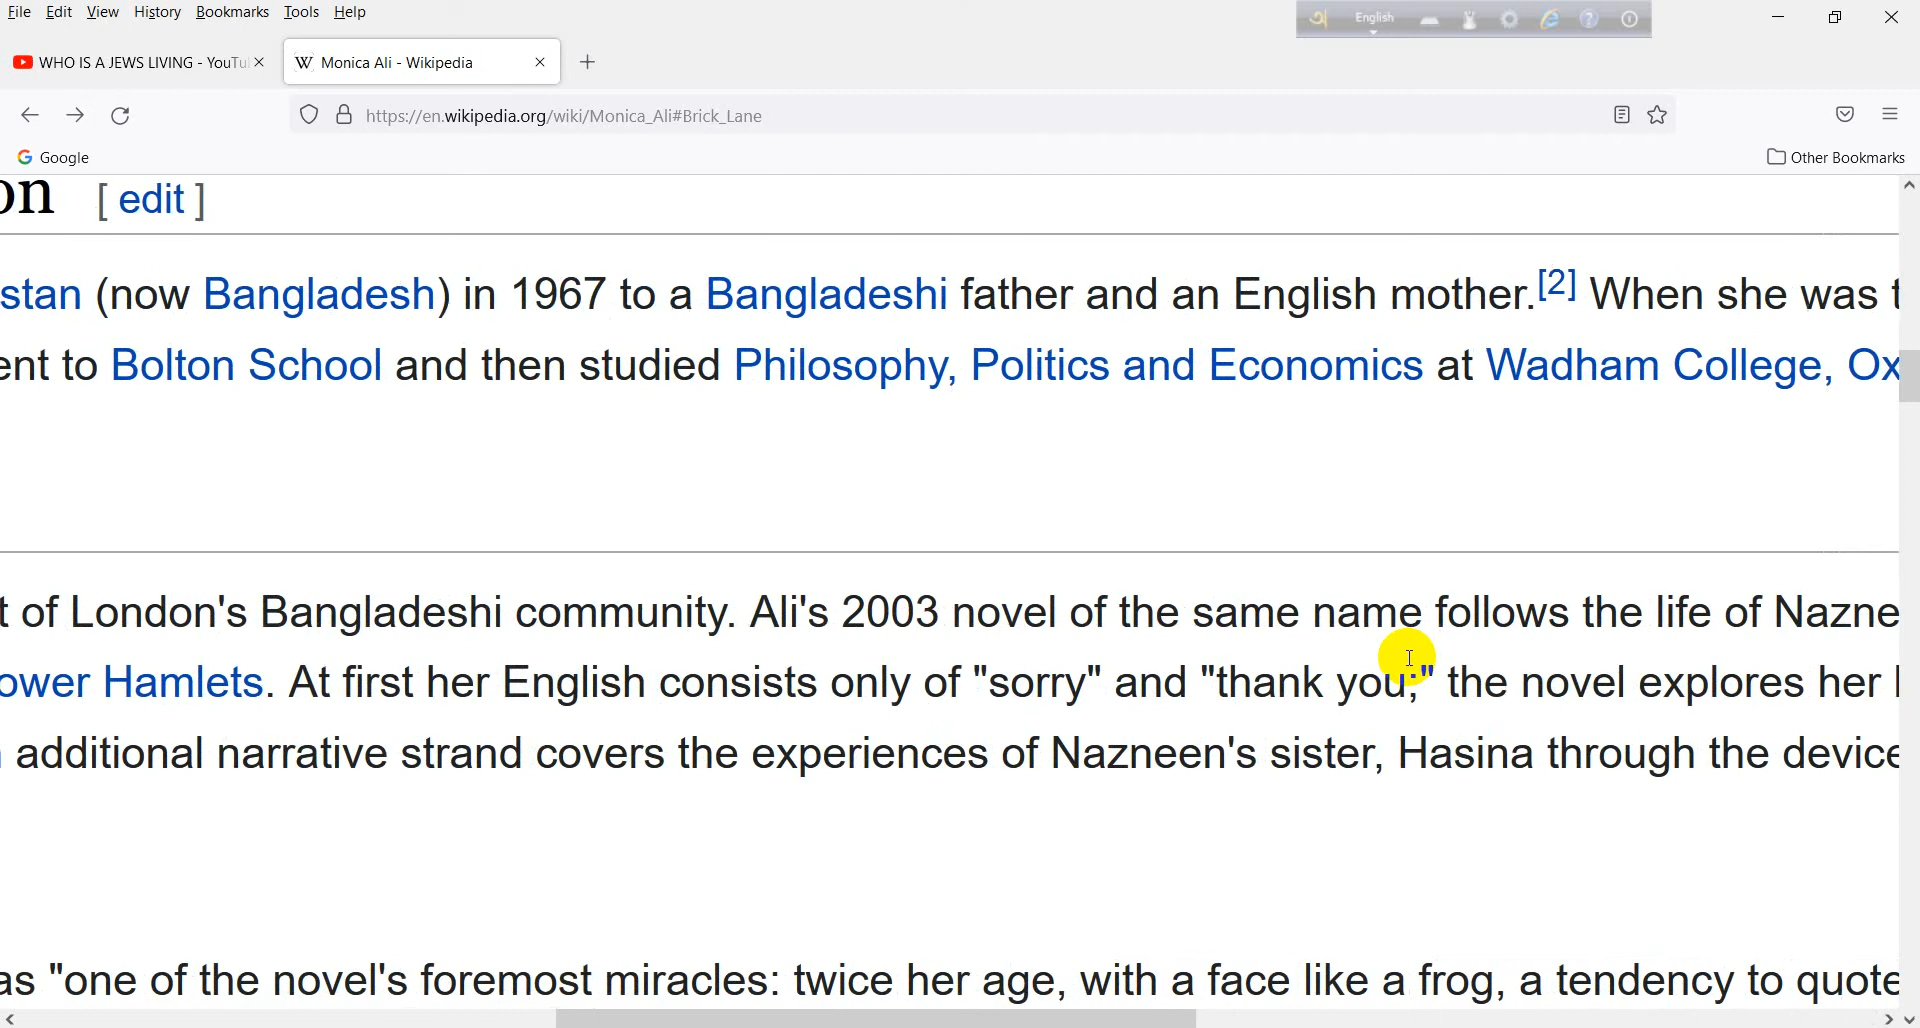 File Edit View History Bookmarks Tools Help
English
WHO IS A JEWS LIVING - YouTu
Monica Ali - Wikipedia
https://en.wikipedia.org/wiki/Monica_Ali#Brick_Lane
Google
Other Bookmarks
on [ edit ]
stan (now Bangladesh) in 1967 to a Bangladeshi father and an English mother.[2] When she was t
ent to Bolton School and then studied Philosophy, Politics and Economics at Wadham College, Ox
t of London's Bangladeshi community. Ali's 2003 novel of the same name follows the life of Nazne
ower Hamlets. At first her English consists only of "sorry" and "thank you;" the novel explores her
additional narrative strand covers the experiences of Nazneen's sister, Hasina through the device
as "one of the novel's foremost miracles: twice her age, with a face like a frog, a tendency to quote